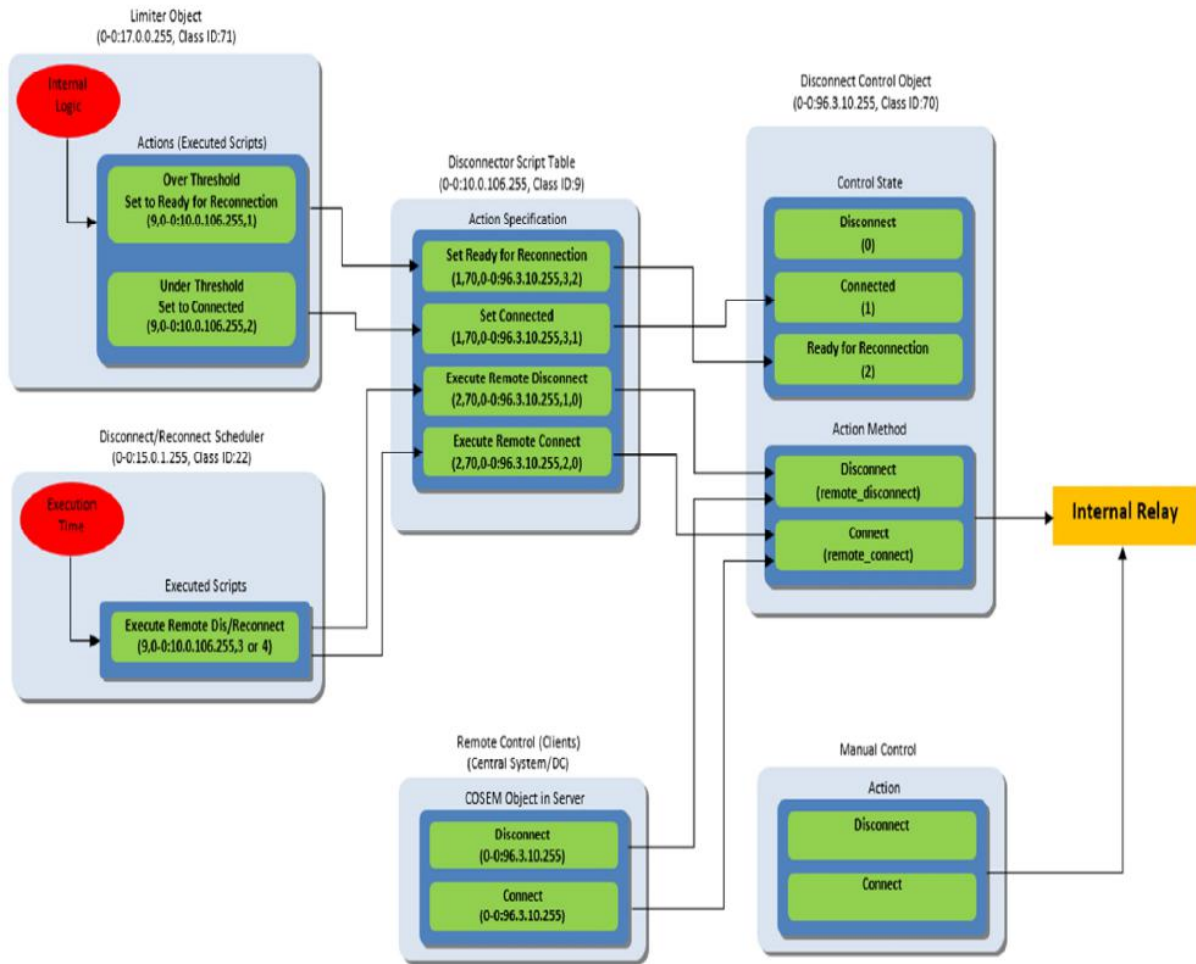 Limiter Object
(0-0:17.0.0.255, Class ID:71)
Internal
Logic
Actions (Executed Scripts)
Over Threshold
Set to Ready for Reconnection
(9,0-0:10.0.106.255,1)
Under Threshold
Set to Connected
(9,0-0:10.0.106.255,2)
Disconnect/Reconnect Scheduler
(0-0:15.0.1.255, Class ID:22)
Execution
Time
Executed Scripts
Execute Remote Dis/Reconnect
(9,0-0:10.0.106.255,3 or 4)
Disconnector Script Table
(0-0:10.0.106.255, Class ID:9)
Action Specification
Set Ready for Reconnection
(1,70,0-0:96.3.10.255,3,2)
Set Connected
(1,70,0-0:96.3.10.255,3,1)
Execute Remote Disconnect
(2,70,0-0:96.3.10.255,1,0)
Execute Remote Connect
(2,70,0-0:96.3.10.255,2,0)
Disconnect Control Object
(0-0:96.3.10.255, Class ID:70)
Control State
Disconnect
(0)
Connected
(1)
Ready for Reconnection
(2)
Action Method
Disconnect
(remote_disconnect)
Connect
(remote_connect)
Internal Relay
Remote Control (Clients)
(Central System/DC)
COSEM Object in Server
Disconnect
(0-0:96.3.10.255)
Connect
(0-0:96.3.10.255)
Manual Control
Action
Disconnect
Connect